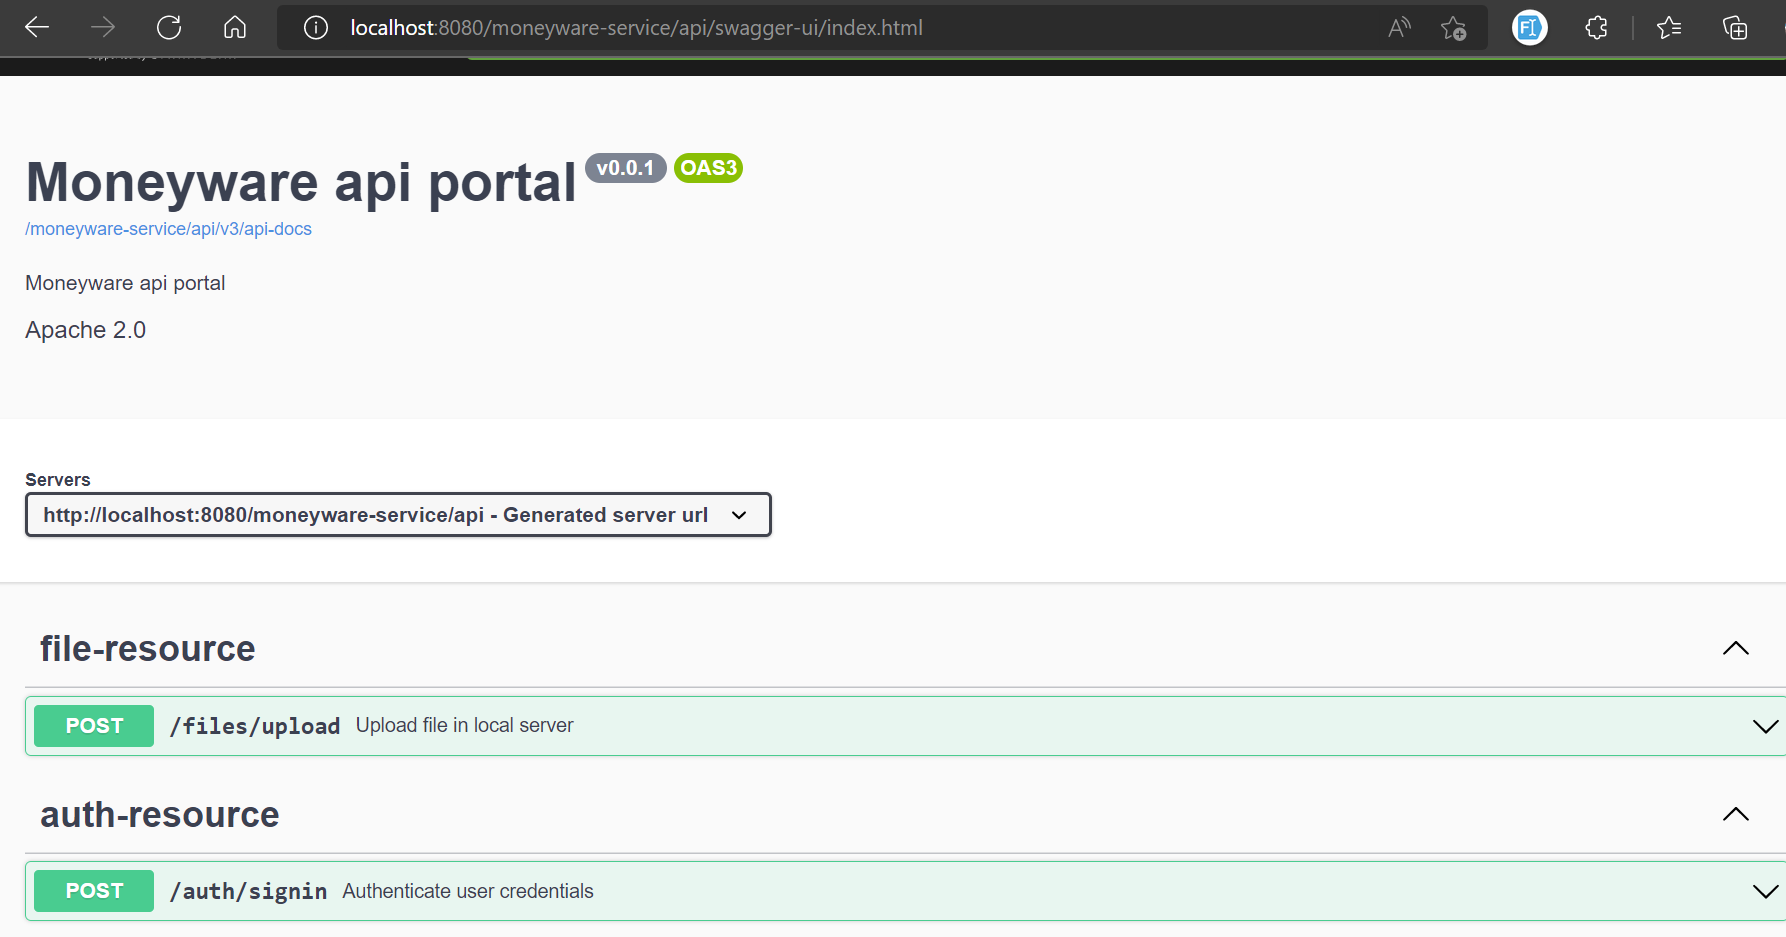 localhost:8080/moneyware-service/api/swagger-ui/index.html
Moneyware api portal v0.0.1 OAS3
/moneyware-service/api/v3/api-docs
Moneyware api portal
Apache 2.0
Servers
http://localhost:8080/moneyware-service/api - Generated server url
file-resource
POST /files/upload Upload file in local server
auth-resource
POST /auth/signin Authenticate user credentials